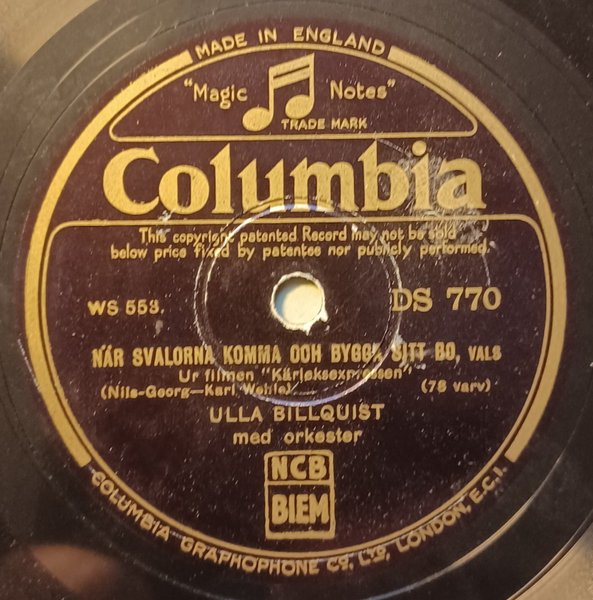 MADE IN ENGLAND
"Magic Notes"
TRADE MARK
Columbia
This copyright patented Record may not be sold
below price fixed by patentee nor publicly performed.
WS 553. DS 770
NÄR SVALORNA KOMMA OCH BYGGA SITT BO, VALS
Ur filmen "Kärleksexpressen"
(Nils-Georg—Karl Wehle) (78 varv)
ULLA BILLQUIST
med orkester
NCB
BIEM
COLUMBIA GRAPHOPHONE CO. LTD, LONDON, E.C.1.